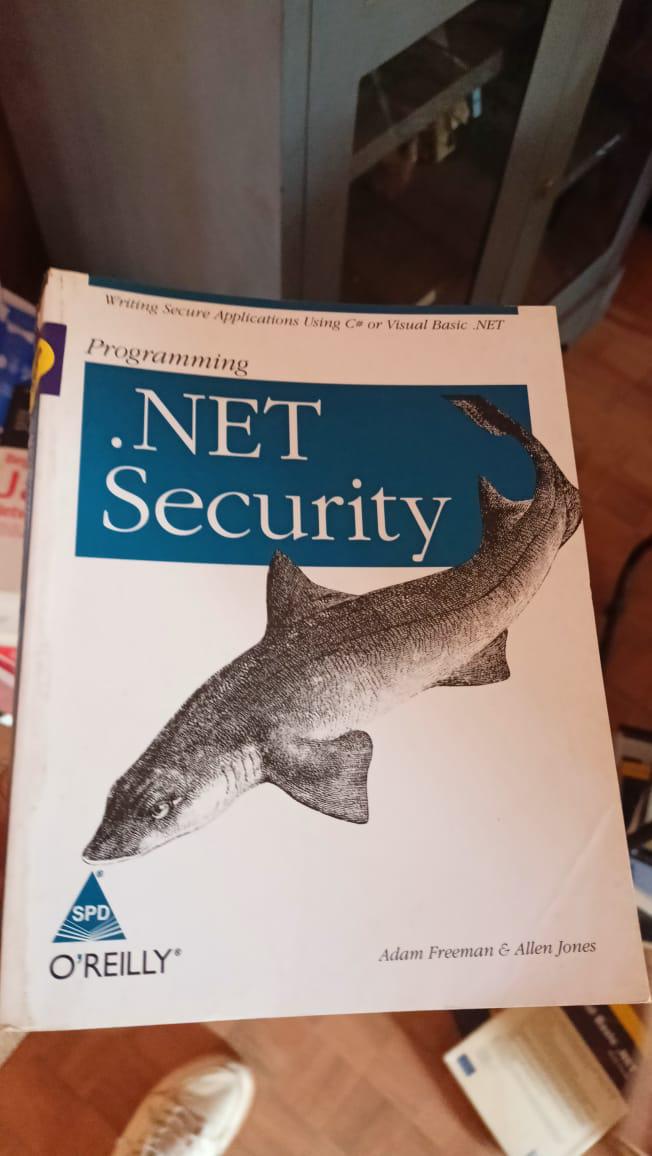 Writing Secure Applications Using C# or Visual Basic .NET
Programming
.NET
Security
SPD
®
O'REILLY®
Adam Freeman & Allen Jones